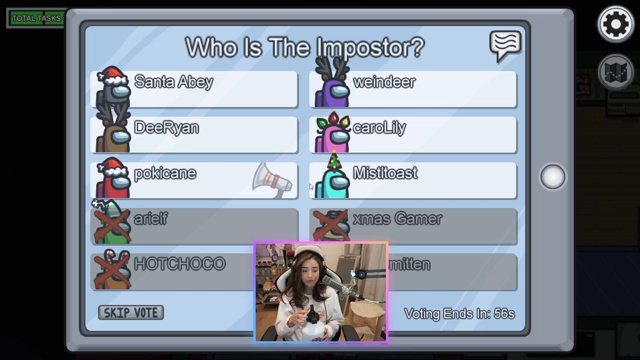 TOTAL TASKS
Who Is The Impostor?
Santa Abey
weindeer
DeeRyan
caroLily
pokicane
Mistitoast
arielf
xmas Gamer
HOTCHOCO
mitten
SKIP VOTE
Voting Ends In: 56s